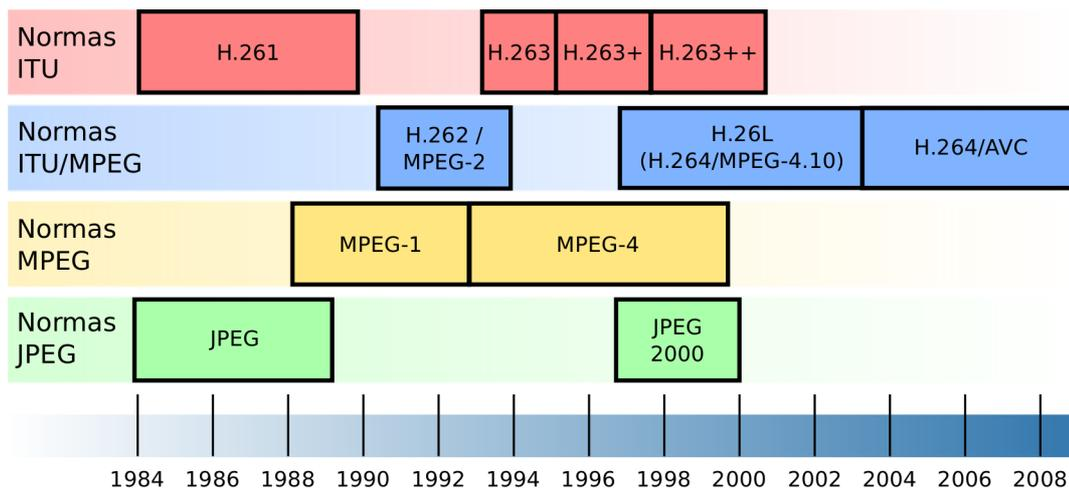 Normas
ITU
H.261
H.263
H.263+
H.263++
Normas
ITU/MPEG
H.262 /
MPEG-2
H.26L
(H.264/MPEG-4.10)
H.264/AVC
Normas
MPEG
MPEG-1
MPEG-4
Normas
JPEG
JPEG
JPEG
2000
1984 1986 1988 1990 1992 1994 1996 1998 2000 2002 2004 2006 2008